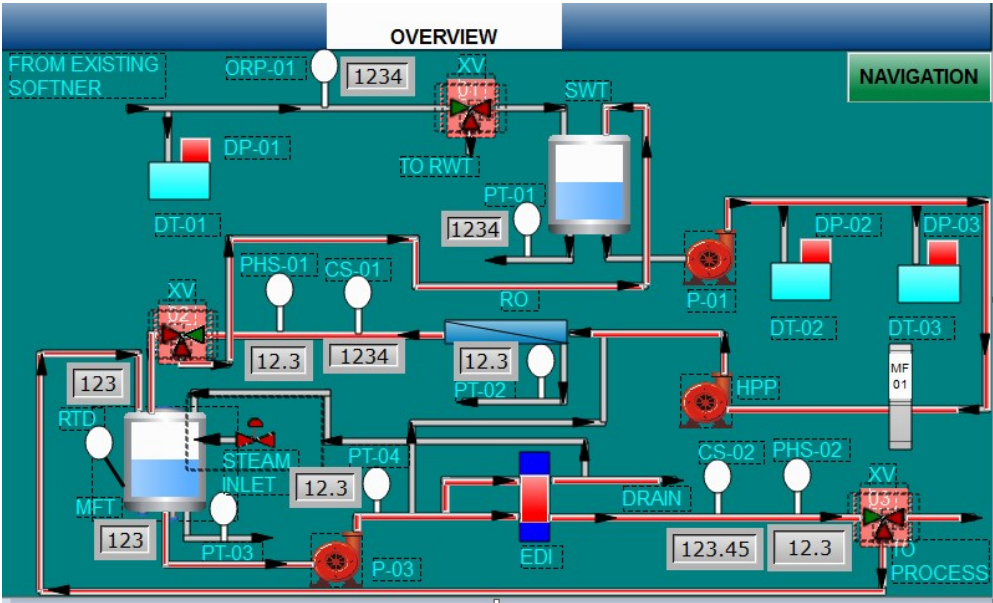 OVERVIEW
NAVIGATION
FROM EXISTING
SOFTNER
ORP-01
1234
XV
01
SWT
DP-01
TO RWT
DT-01
PT-01
1234
DP-02
DP-03
P-01
DT-02
DT-03
PHS-01
CS-01
RO
XV
02
12.3
1234
12.3
PT-02
HPP
MF
01
123
RTD
STEAM
INLET
MFT
123
PT-03
12.3
PT-04
P-03
EDI
DRAIN
CS-02
PHS-02
123.45
12.3
XV
03
TO
PROCESS